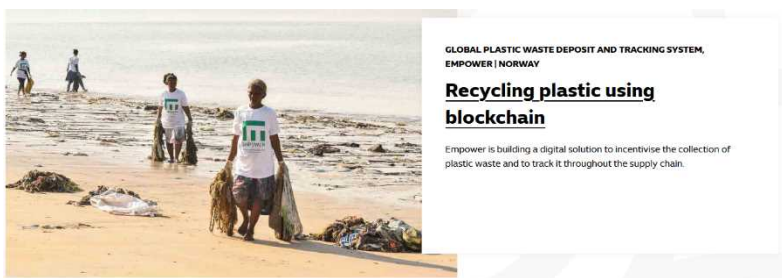 GLOBAL PLASTIC WASTE DEPOSIT AND TRACKING SYSTEM,
EMPOWER | NORWAY
Recycling plastic using
blockchain
Empower is building a digital solution to incentivise the collection of
plastic waste and to track it throughout the supply chain.